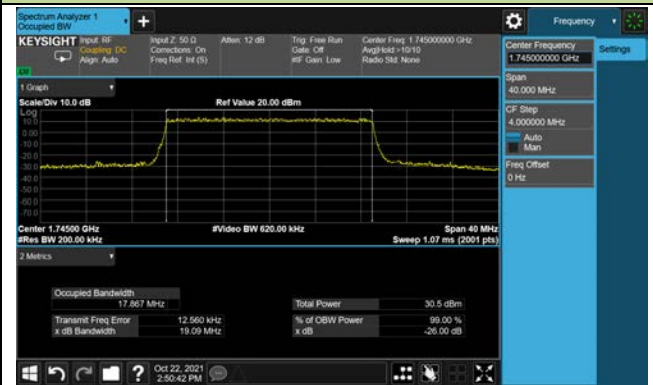 Spectrum Analyzer 1
Occupied BW
Frequency
KEYSIGHT
Input: RF
Coupling: DC
Align: Auto
Input Z: 50 Ω
Corrections: On
Freq Ref: Int (S)
Atten: 12 dB
Trig: Free Run
Gate: Off
#IF Gain: Low
Center Freq: 1.745000000 GHz
Avg|Hold:>10/10
Radio Std: None
Center Frequency
1.745000000 GHz
Settings
Span
40.000 MHz
CF Step
4.000000 MHz
Auto
Man
Freq Offset
0 Hz
1 Graph
Scale/Div 10.0 dB
Ref Value 20.00 dBm
Log
10.0
0.00
-10.0
-20.0
-30.0
-40.0
-50.0
-60.0
-70.0
Center 1.74500 GHz
#Video BW 620.00 kHz
Span 40 MHz
#Res BW 200.00 kHz
Sweep 1.07 ms (2001 pts)
2 Metrics
Occupied Bandwidth
17.867 MHz
Total Power
30.5 dBm
Transmit Freq Error
12.560 kHz
% of OBW Power
99.00 %
x dB Bandwidth
19.09 MHz
x dB
-26.00 dB
?
Oct 22, 2021
2:50:42 PM